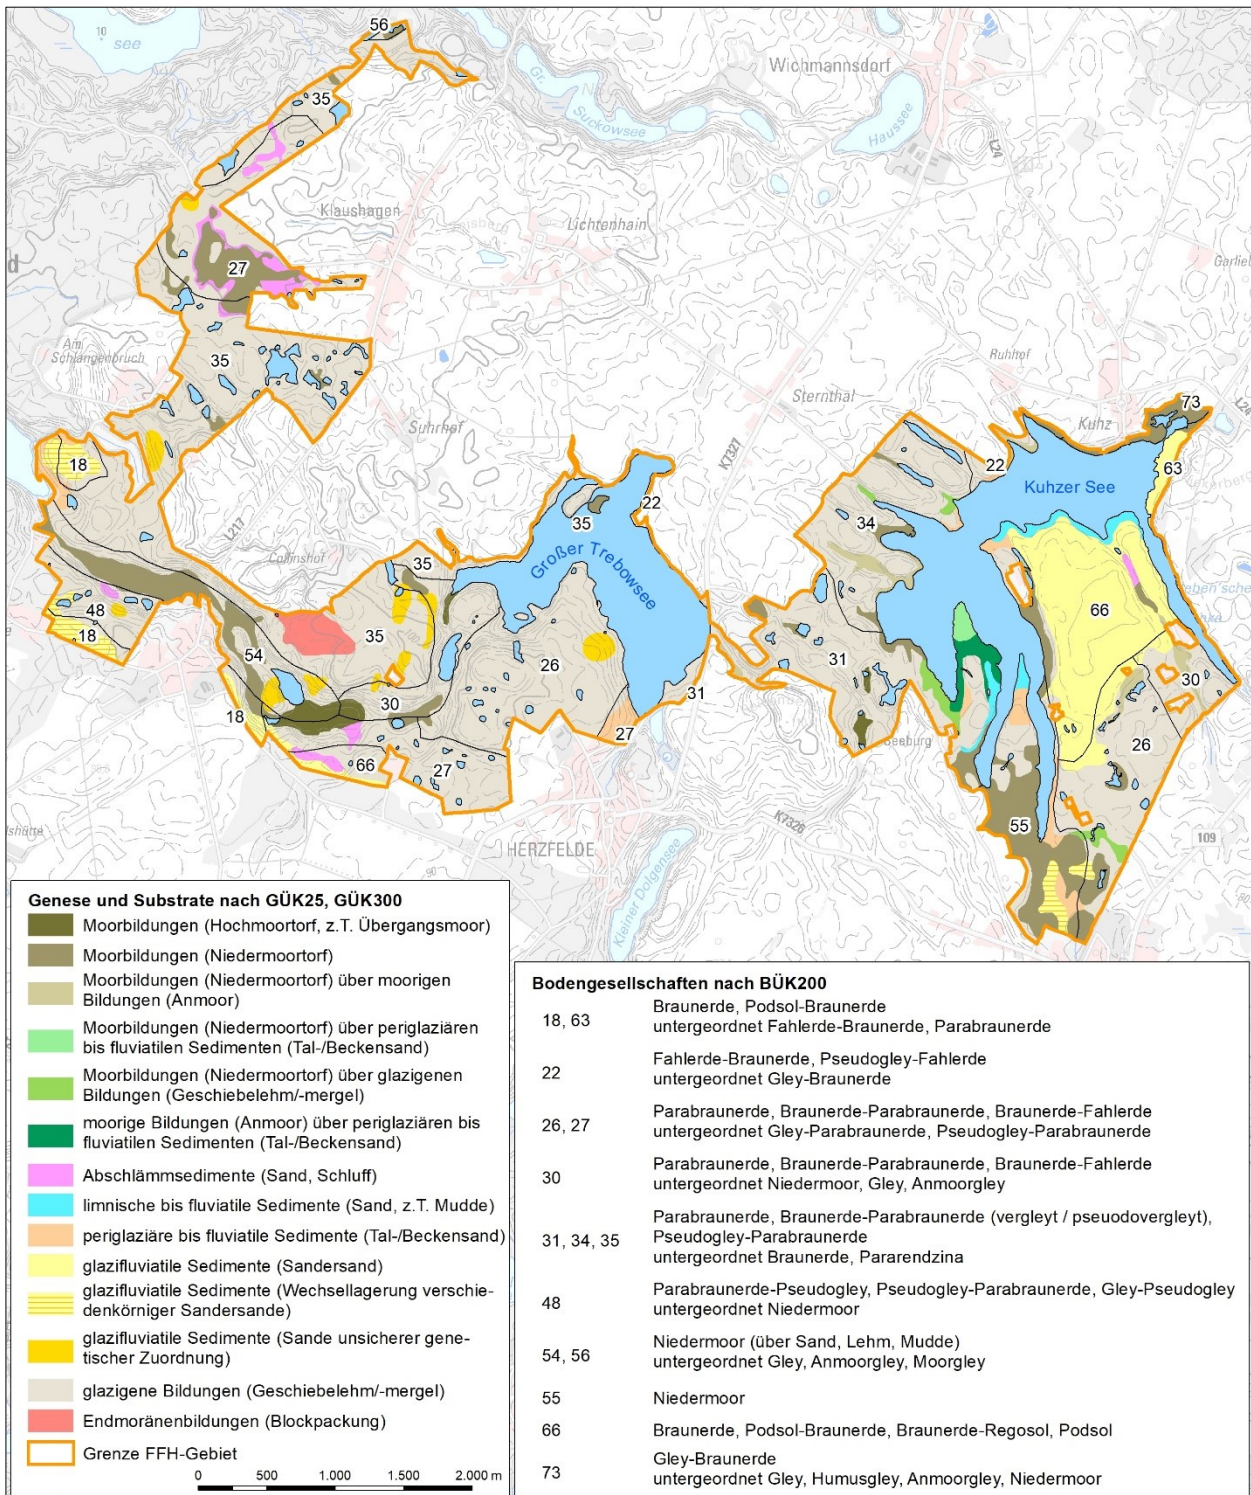 56
10
see
Wichmannsdorf
Gr.
Suckowsee
Haussee
L24
35
Klaushagen
Lichtenhain
27
Am
Schlangenbruch
35
Ruhhof
Sternthal
Kuhz
73
L24
Suhrhof
K7327
18
22
63
Kuhzer See
22
35
34
L217
Collinshof
35
Großer Trebowsee
48
18
35
66
54
26
31
31
30
30
18
26
27
Seeburg
66
27
55
K7326
109
HERZFELDE
Kleiner Dolgensee
90
Genese und Substrate nach GÜK25, GÜK300
Moorbildungen (Hochmoortorf, z.T. Übergangsmoor)
Moorbildungen (Niedermoortorf)
Moorbildungen (Niedermoortorf) über moorigen
Bildungen (Anmoor)
Moorbildungen (Niedermoortorf) über periglaziären
bis fluviatilen Sedimenten (Tal-/Beckensand)
Moorbildungen (Niedermoortorf) über glazigenen
Bildungen (Geschiebelehm/-mergel)
moorige Bildungen (Anmoor) über periglaziären bis
fluviatilen Sedimenten (Tal-/Beckensand)
Abschlämmsedimente (Sand, Schluff)
limnische bis fluviatile Sedimente (Sand, z.T. Mudde)
periglaziäre bis fluviatile Sedimente (Tal-/Beckensand)
glazifluviatile Sedimente (Sandersand)
glazifluviatile Sedimente (Wechsellagerung verschie-
denkörniger Sandersande)
glazifluviatile Sedimente (Sande unsicherer gene-
tischer Zuordnung)
glazigene Bildungen (Geschiebelehm/-mergel)
Endmoränenbildungen (Blockpackung)
Grenze FFH-Gebiet
0 500 1.000 1.500 2.000 m
Bodengesellschaften nach BÜK200
18, 63 Braunerde, Podsol-Braunerde
untergeordnet Fahlerde-Braunerde, Parabraunerde
22 Fahlerde-Braunerde, Pseudogley-Fahlerde
untergeordnet Gley-Braunerde
26, 27 Parabraunerde, Braunerde-Parabraunerde, Braunerde-Fahlerde
untergeordnet Gley-Parabraunerde, Pseudogley-Parabraunerde
30 Parabraunerde, Braunerde-Parabraunerde, Braunerde-Fahlerde
untergeordnet Niedermoor, Gley, Anmoorgley
31, 34, 35 Parabraunerde, Braunerde-Parabraunerde (vergleyt / pseuodovergleyt),
Pseudogley-Parabraunerde
untergeordnet Braunerde, Pararendzina
48 Parabraunerde-Pseudogley, Pseudogley-Parabraunerde, Gley-Pseudogley
untergeordnet Niedermoor
54, 56 Niedermoor (über Sand, Lehm, Mudde)
untergeordnet Gley, Anmoorgley, Moorgley
55 Niedermoor
66 Braunerde, Podsol-Braunerde, Braunerde-Regosol, Podsol
73 Gley-Braunerde
untergeordnet Gley, Humusgley, Anmoorgley, Niedermoor